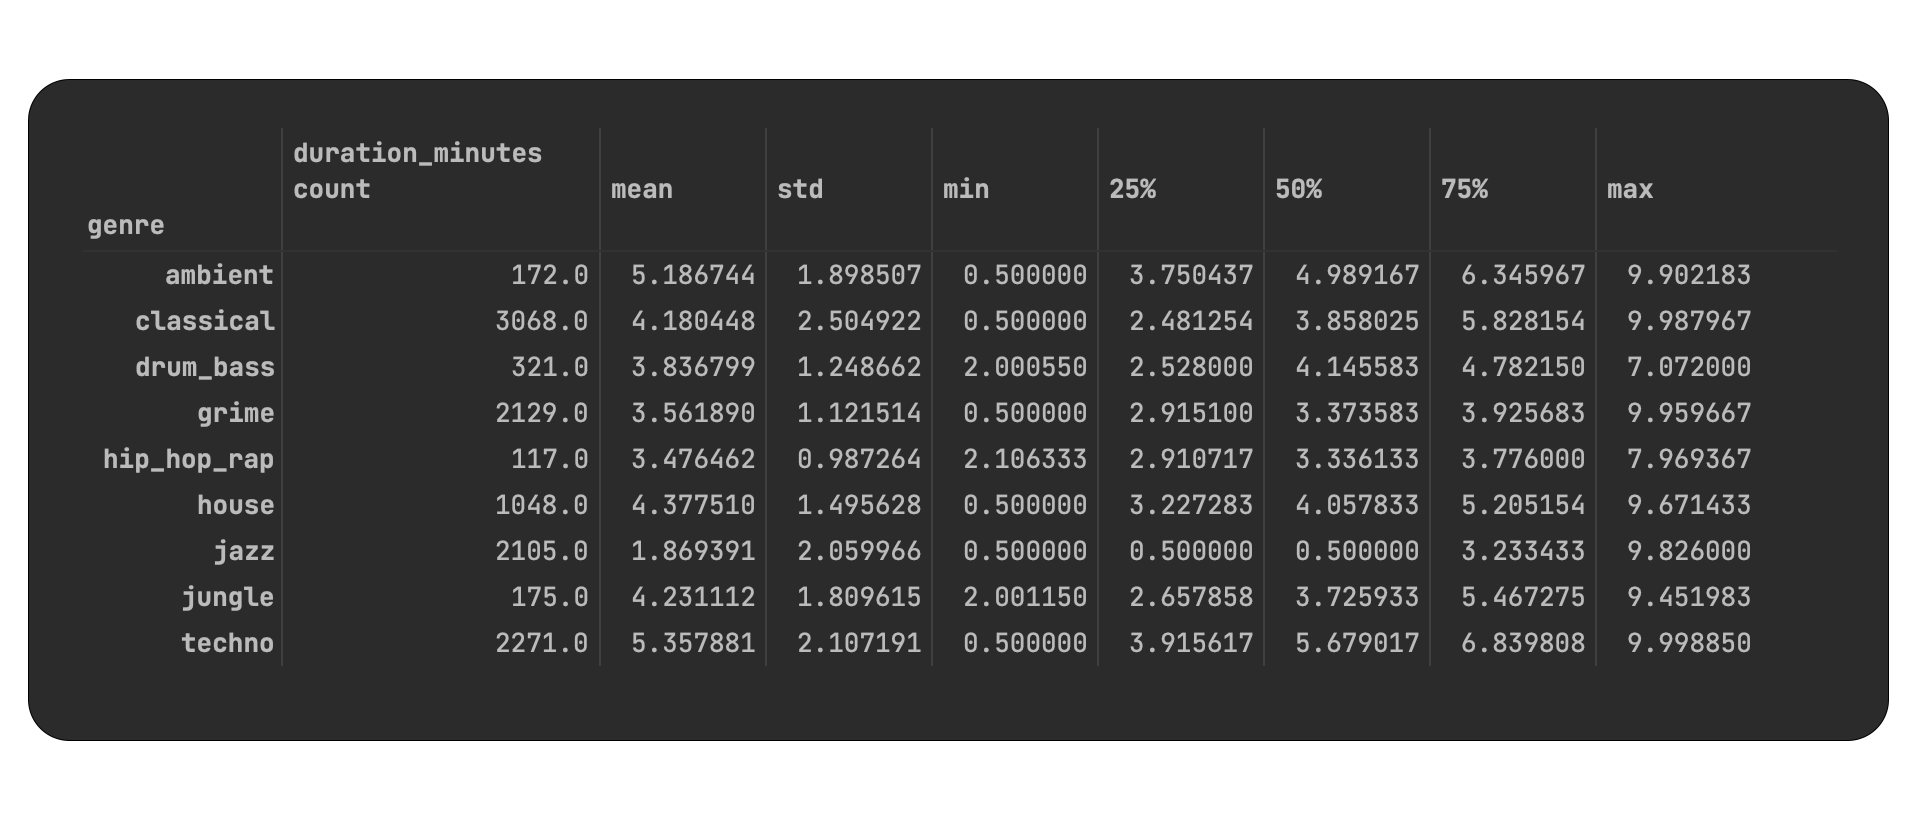 duration_minutes
count mean std min 25% 50% 75% max
genre
ambient 172.0 5.186744 1.898507 0.500000 3.750437 4.989167 6.345967 9.902183
classical 3068.0 4.180448 2.504922 0.500000 2.481254 3.858025 5.828154 9.987967
drum_bass 321.0 3.836799 1.248662 2.000550 2.528000 4.145583 4.782150 7.072000
grime 2129.0 3.561890 1.121514 0.500000 2.915100 3.373583 3.925683 9.959667
hip_hop_rap 117.0 3.476462 0.987264 2.106333 2.910717 3.336133 3.776000 7.969367
house 1048.0 4.377510 1.495628 0.500000 3.227283 4.057833 5.205154 9.671433
jazz 2105.0 1.869391 2.059966 0.500000 0.500000 0.500000 3.233433 9.826000
jungle 175.0 4.231112 1.809615 2.001150 2.657858 3.725933 5.467275 9.451983
techno 2271.0 5.357881 2.107191 0.500000 3.915617 5.679017 6.839808 9.998850